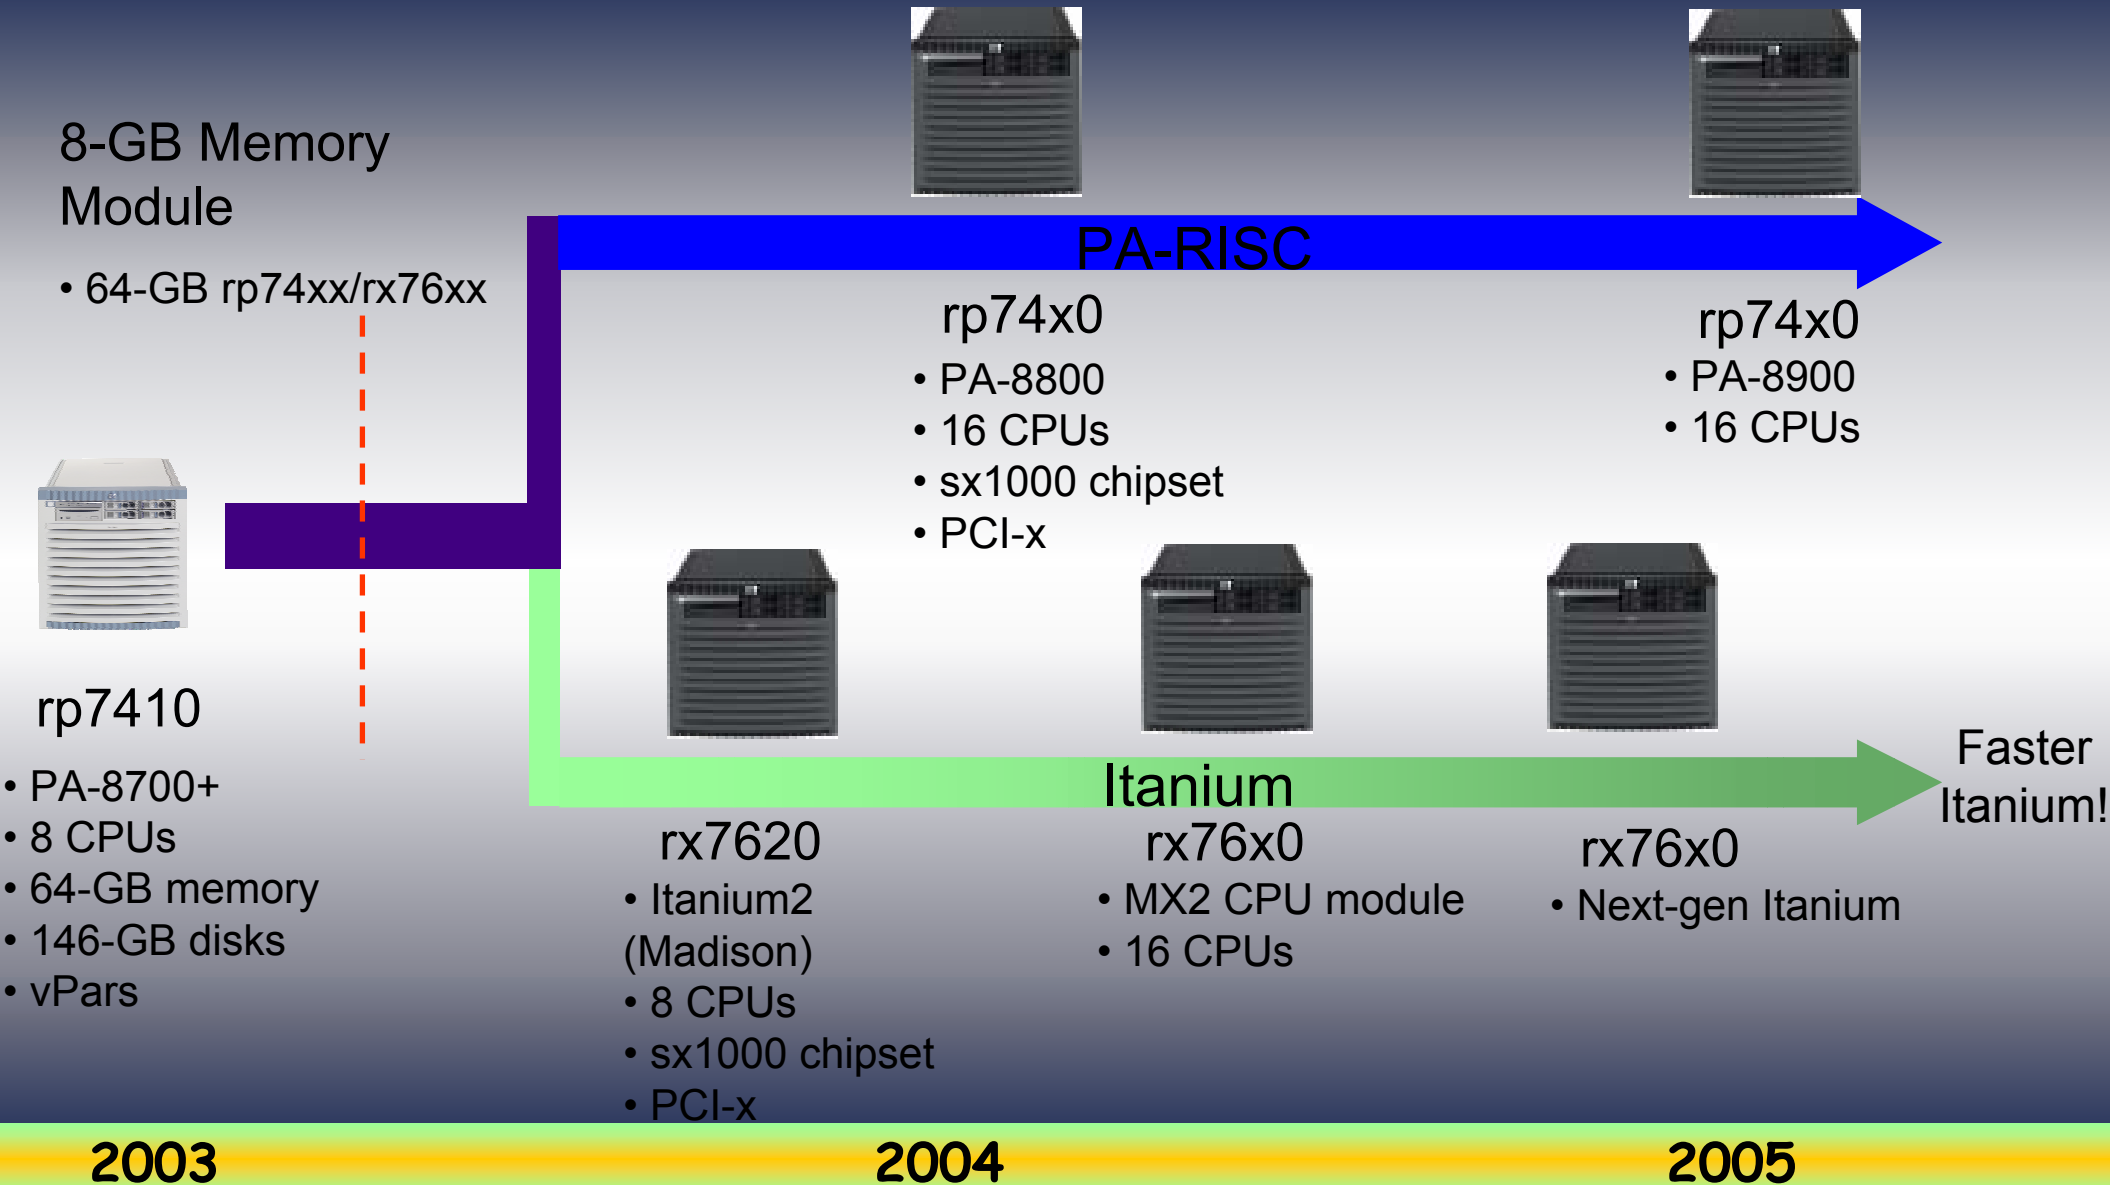 8-GB Memory
Module
• 64-GB rp74xx/rx76xx
PA-RISC
rp74x0
• PA-8800
• 16 CPUs
• sx1000 chipset
• PCI-x
rp74x0
• PA-8900
• 16 CPUs
rp7410
• PA-8700+
• 8 CPUs
• 64-GB memory
• 146-GB disks
• vPars
Itanium
Faster
Itanium!
rx7620
• Itanium2
(Madison)
• 8 CPUs
• sx1000 chipset
• PCI-x
rx76x0
• MX2 CPU module
• 16 CPUs
rx76x0
• Next-gen Itanium
2003
2004
2005